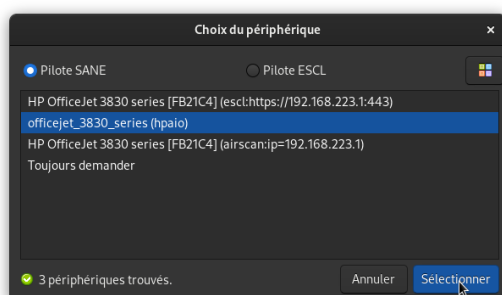 Choix du périphérique
Pilote SANE
Pilote ESCL
HP OfficeJet 3830 series [FB21C4] (escl:https://192.168.223.1:443)
officejet_3830_series (hpaio)
HP OfficeJet 3830 series [FB21C4] (airscan:ip=192.168.223.1)
Toujours demander
3 périphériques trouvés.
Annuler
Sélectionner